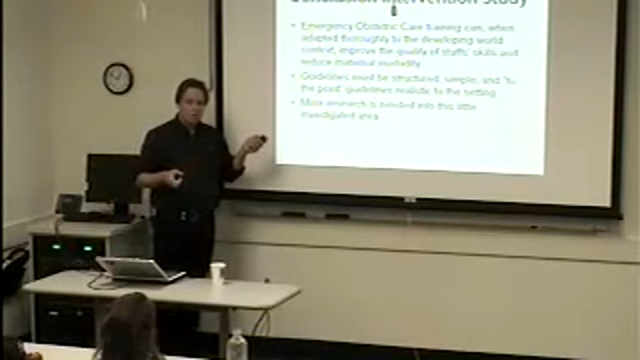 Conclusion Intervention Study
Emergency Obstetric Care training can, when
adapted thoroughly to the developing world
context, improve the quality of staffs' skills and
reduce maternal morbidity
Guidelines must be structured, simple, and 'to
the point' guidelines realistic to the setting
More research is needed into this little
investigated area